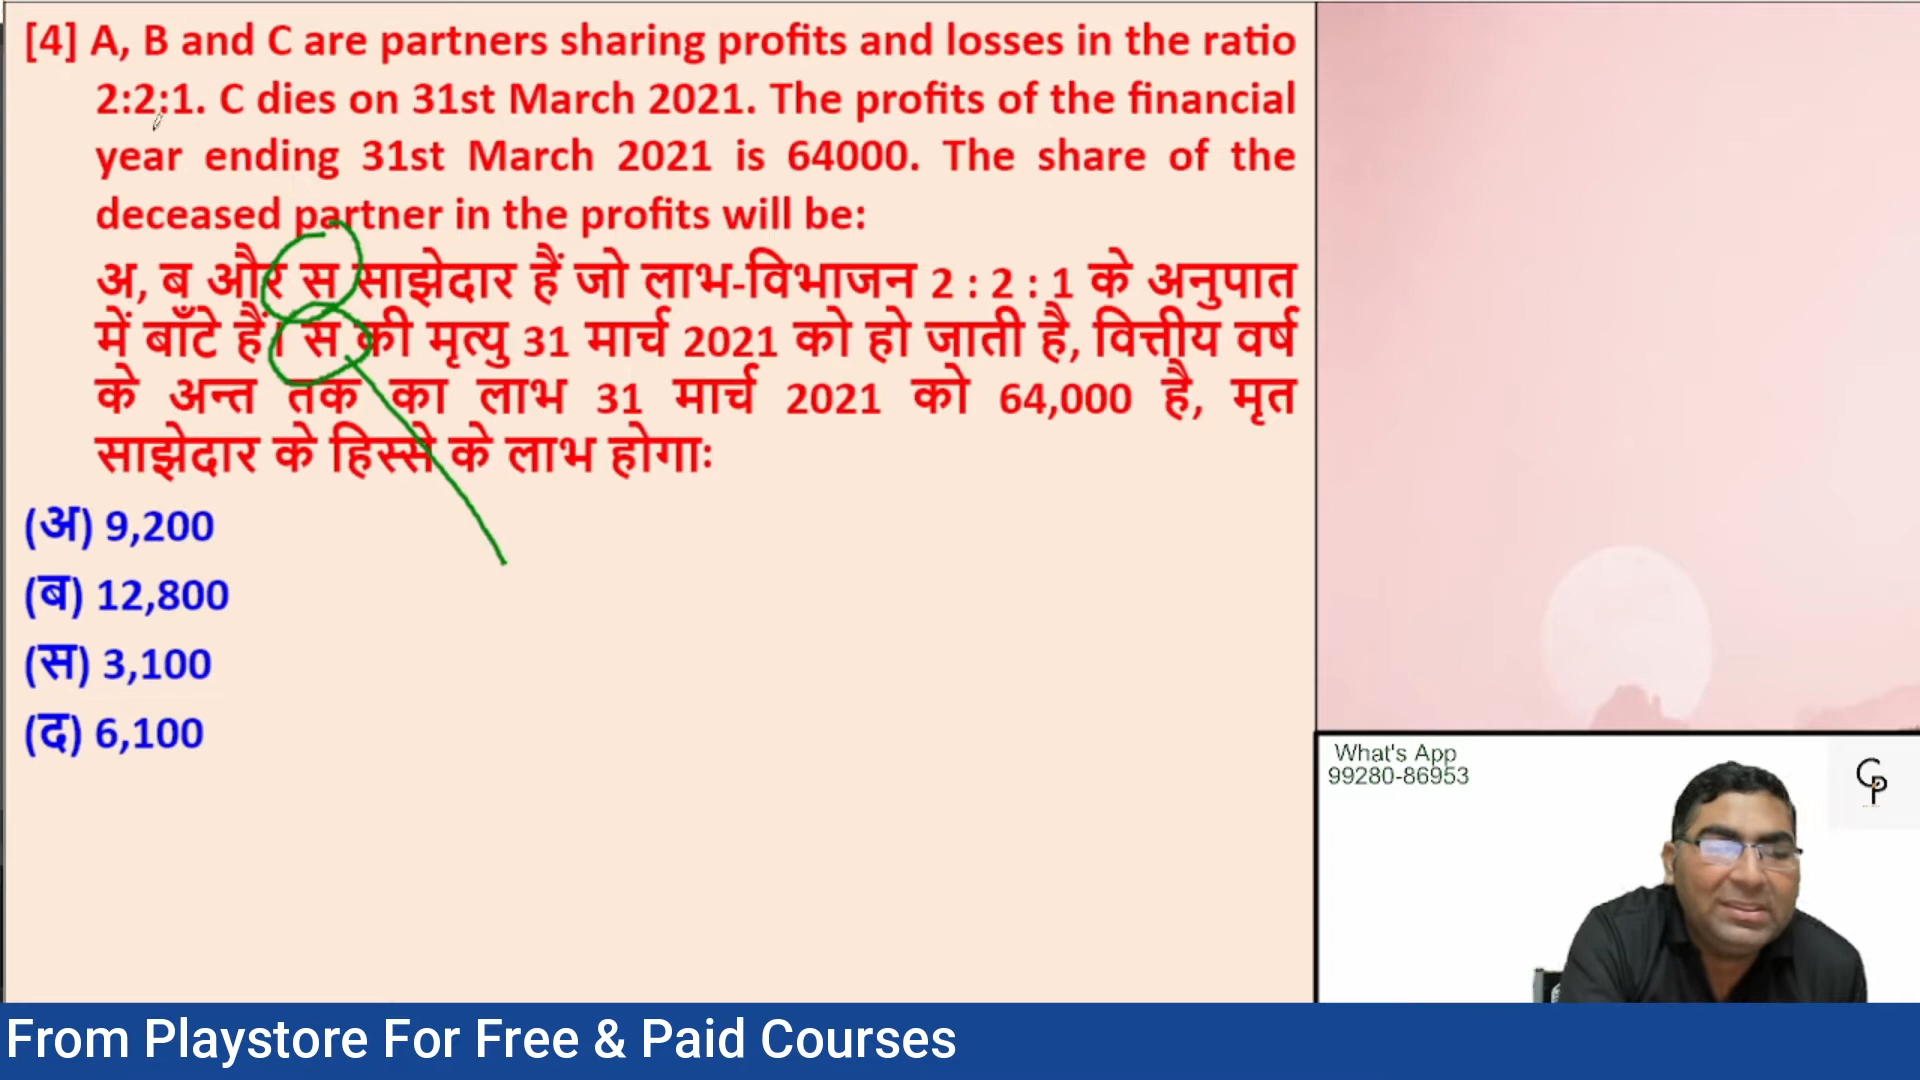 [4] A, B and C are partners sharing profits and losses in the ratio
2:2:1. C dies on 31st March 2021. The profits of the financial
year ending 31st March 2021 is 64000. The share of the
deceased partner in the profits will be:
अ, ब और स साझेदार हैं जो लाभ-विभाजन 2 : 2 : 1 के अनुपात
में बाँटे हैं। स की मृत्यु 31 मार्च 2021 को हो जाती है, वित्तीय वर्ष
के अन्त तक का लाभ 31 मार्च 2021 को 64,000 है, मृत
साझेदार के हिस्से के लाभ होगाः
(अ) 9,200
(ब) 12,800
(स) 3,100
(द) 6,100
What's App
99280-86953
CP
From Playstore For Free & Paid Courses